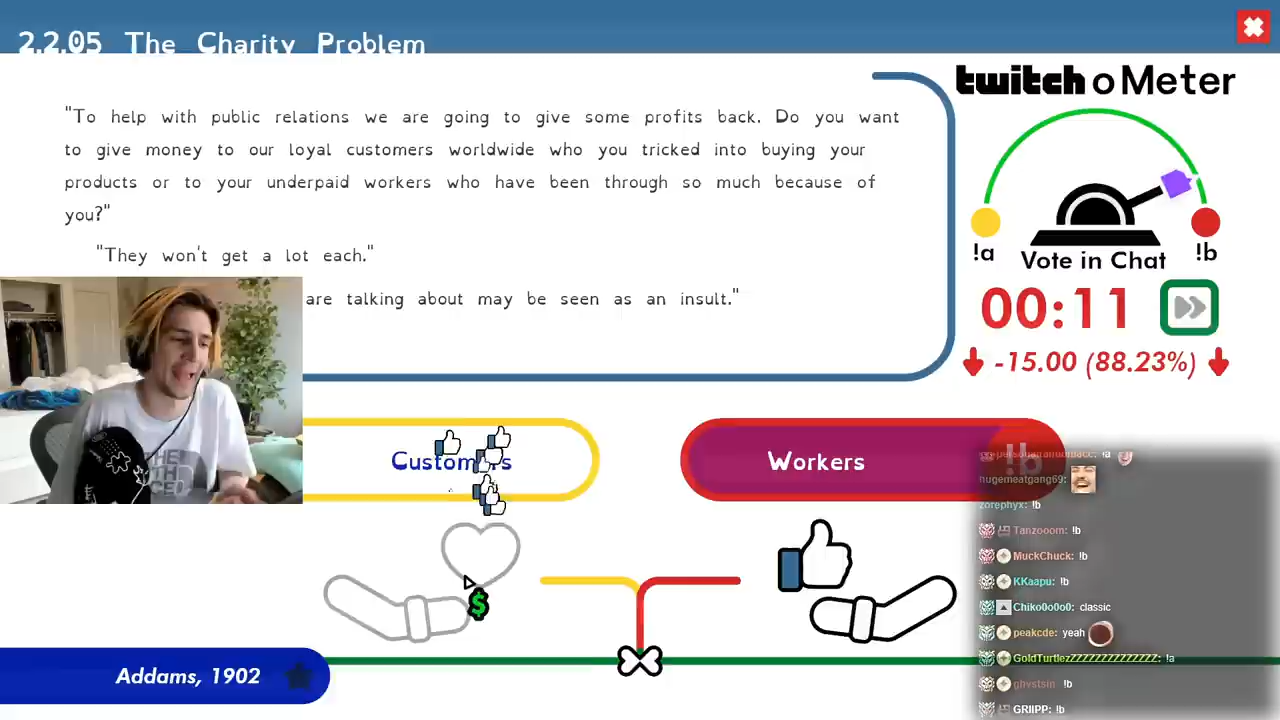 2.2.05 The Charity Problem
"To help with public relations we are going to give some profits back. Do you want
to give money to our loyal customers worldwide who you tricked into buying your
products or to your underpaid workers who have been through so much because of
you?"
"They won't get a lot each."
are talking about may be seen as an insult."
twitch o Meter
!a
Vote in Chat
!b
00:11
-15.00 (88.23%)
Customers
Workers
!b
!a
hugemeatgang69:
zorephyx: !b
Tanzooom: !b
MuckChuck: !b
KKaapu: !b
Chiko0o0o0: classic
peakcde: yeah
GoldTurtlezZZZZZZZZZZZZZ: !a
ghvstsin !b
GRIIPP: !b
Addams, 1902